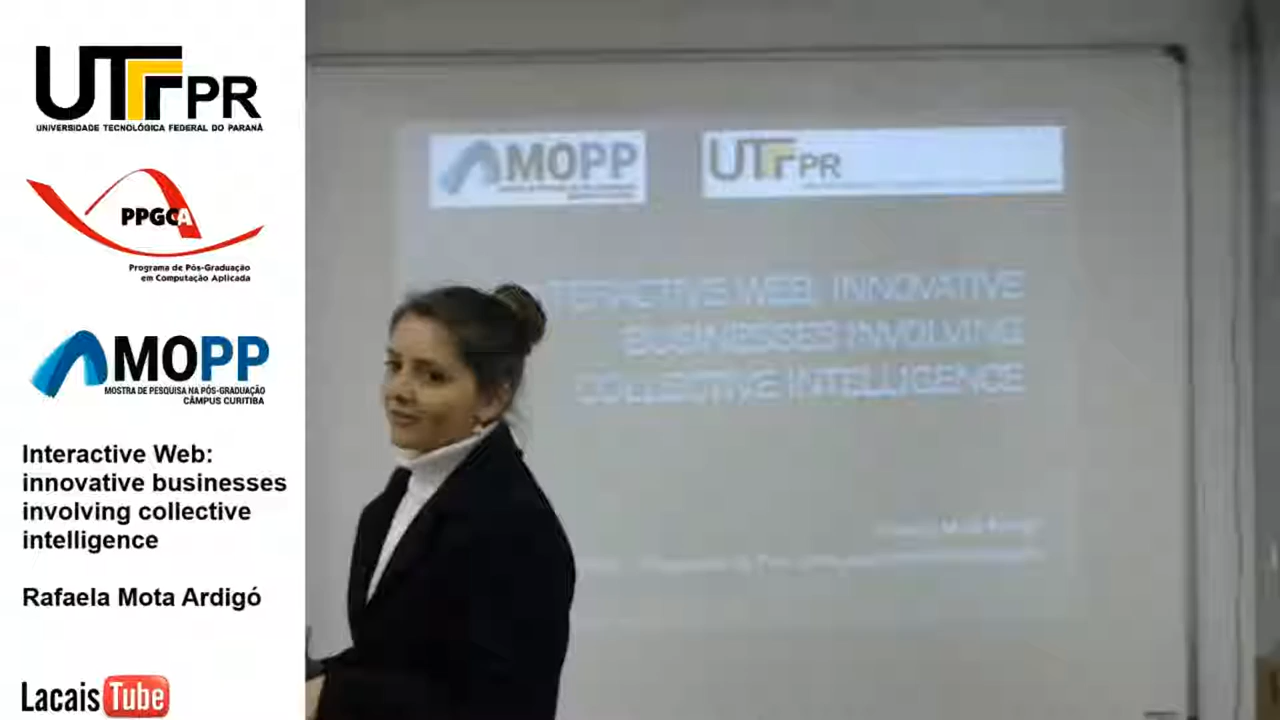 UTFPR
UNIVERSIDADE TECNOLÓGICA FEDERAL DO PARANÁ
PPGCA
Programa de Pós-Graduação
em Computação Aplicada
MOPP
MOSTRA DE PESQUISA NA PÓS-GRADUAÇÃO
CÂMPUS CURITIBA
Interactive Web:
innovative businesses
involving collective
intelligence
Rafaela Mota Ardigó
LacaisTube
MOPP
UTFPR
WEB: INNOVATIVE
BUSINESSES INVOLVING
COLLECTIVE INTELLIGENCE